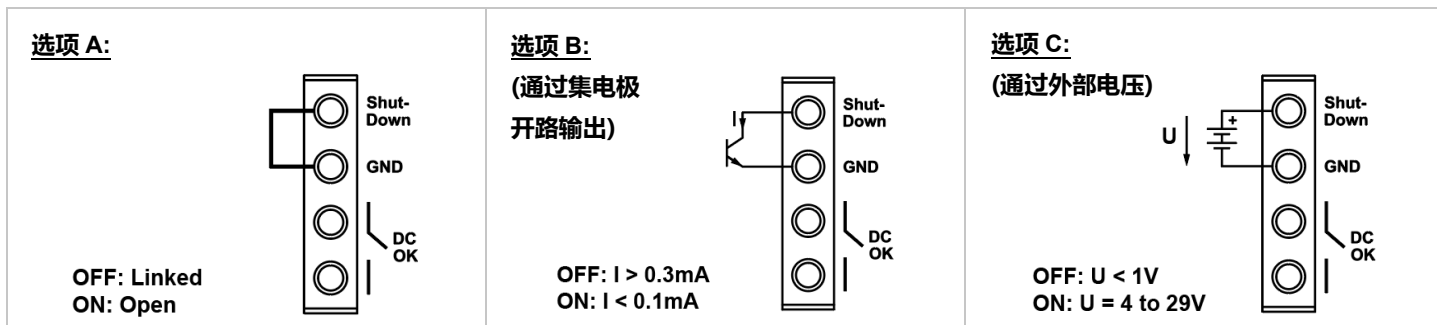 选项 A:
Shut-
Down
GND
DC
OK
OFF: Linked
ON: Open
选项 B:
(通过集电极
开路输出)
I
Shut-
Down
GND
DC
OK
OFF: I > 0.3mA
ON: I < 0.1mA
选项 C:
(通过外部电压)
U
+
Shut-
Down
GND
DC
OK
OFF: U < 1V
ON: U = 4 to 29V